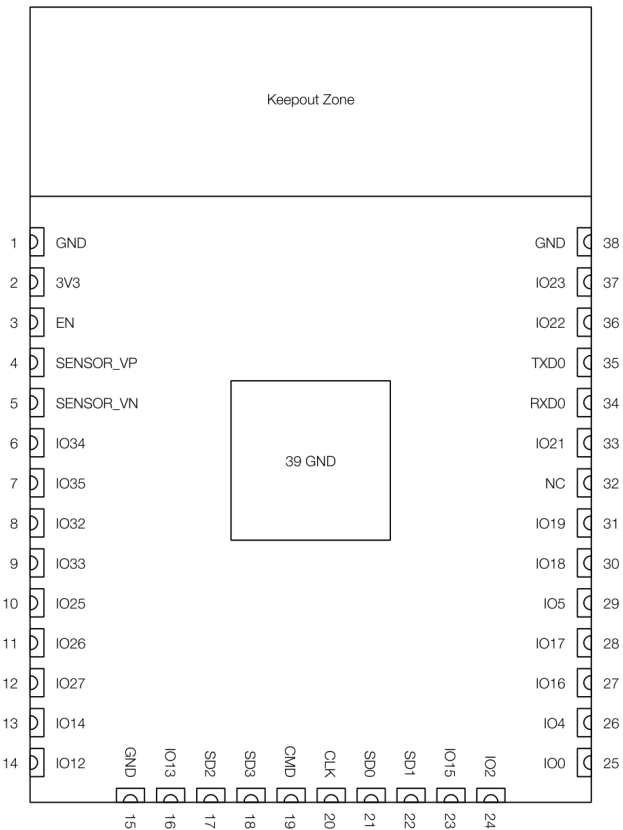 Keepout Zone
1 GND GND 38
2 3V3 IO23 37
3 EN IO22 36
4 SENSOR_VP TXD0 35
5 SENSOR_VN RXD0 34
6 IO34 IO21 33
39 GND
7 IO35 NC 32
8 IO32 IO19 31
9 IO33 IO18 30
10 IO25 IO5 29
11 IO26 IO17 28
12 IO27 IO16 27
13 IO14 IO4 26
14 IO12 IO0 25
GND IO13 SD2 SD3 CMD CLK SD0 SD1 IO15 IO2
15 16 17 18 19 20 21 22 23 24